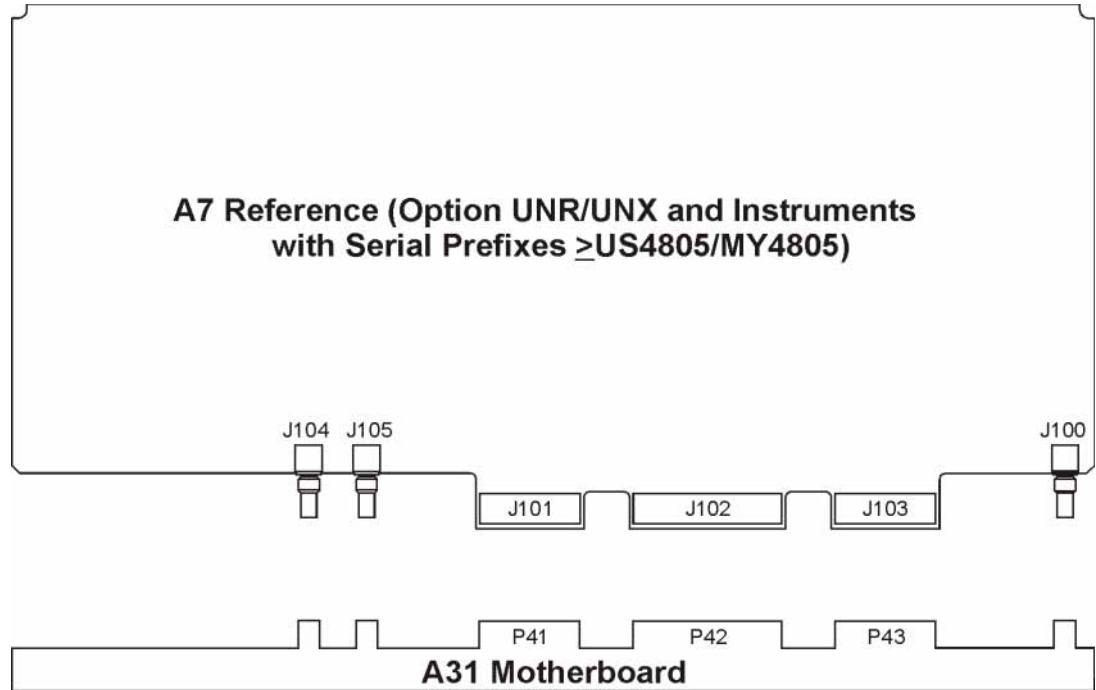 A7 Reference (Option UNR/UNX and Instruments
with Serial Prefixes ≥US4805/MY4805)
J104 J105 J100
J101 J102 J103
P41 P42 P43
A31 Motherboard